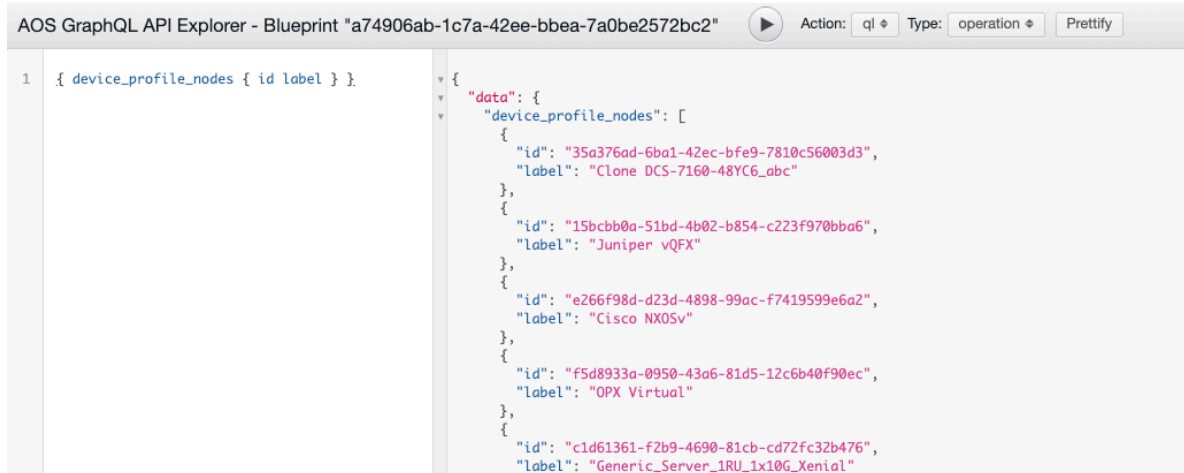 AOS GraphQL API Explorer - Blueprint "a74906ab-1c7a-42ee-bbea-7a0be2572bc2" Action: ql Type: operation Prettify
1 { device_profile_nodes { id label } }
{
"data": {
"device_profile_nodes": [
{
"id": "35a376ad-6ba1-42ec-bfe9-7810c56003d3",
"label": "Clone DCS-7160-48YC6_abc"
},
{
"id": "15bcbb0a-51bd-4b02-b854-c223f970bba6",
"label": "Juniper vQFX"
},
{
"id": "e266f98d-d23d-4898-99ac-f7419599e6a2",
"label": "Cisco NXOSv"
},
{
"id": "f5d8933a-0950-43a6-81d5-12c6b40f90ec",
"label": "OPX Virtual"
},
{
"id": "c1d61361-f2b9-4690-81cb-cd72fc32b476",
"label": "Generic_Server_1RU_1x10G_Xenial"